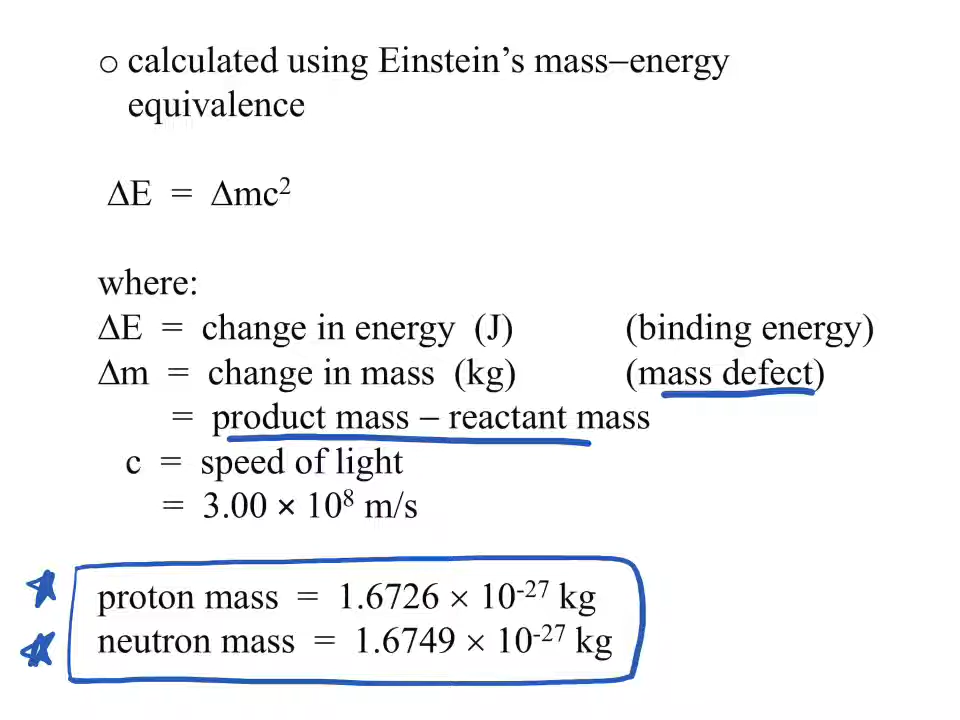 ○ calculated using Einstein’s mass–energy
equivalence
ΔE = Δmc²
where:
ΔE = change in energy (J) (binding energy)
Δm = change in mass (kg) (mass defect)
= product mass – reactant mass
c = speed of light
= 3.00 × 10⁸ m/s
proton mass = 1.6726 × 10⁻²⁷ kg
neutron mass = 1.6749 × 10⁻²⁷ kg